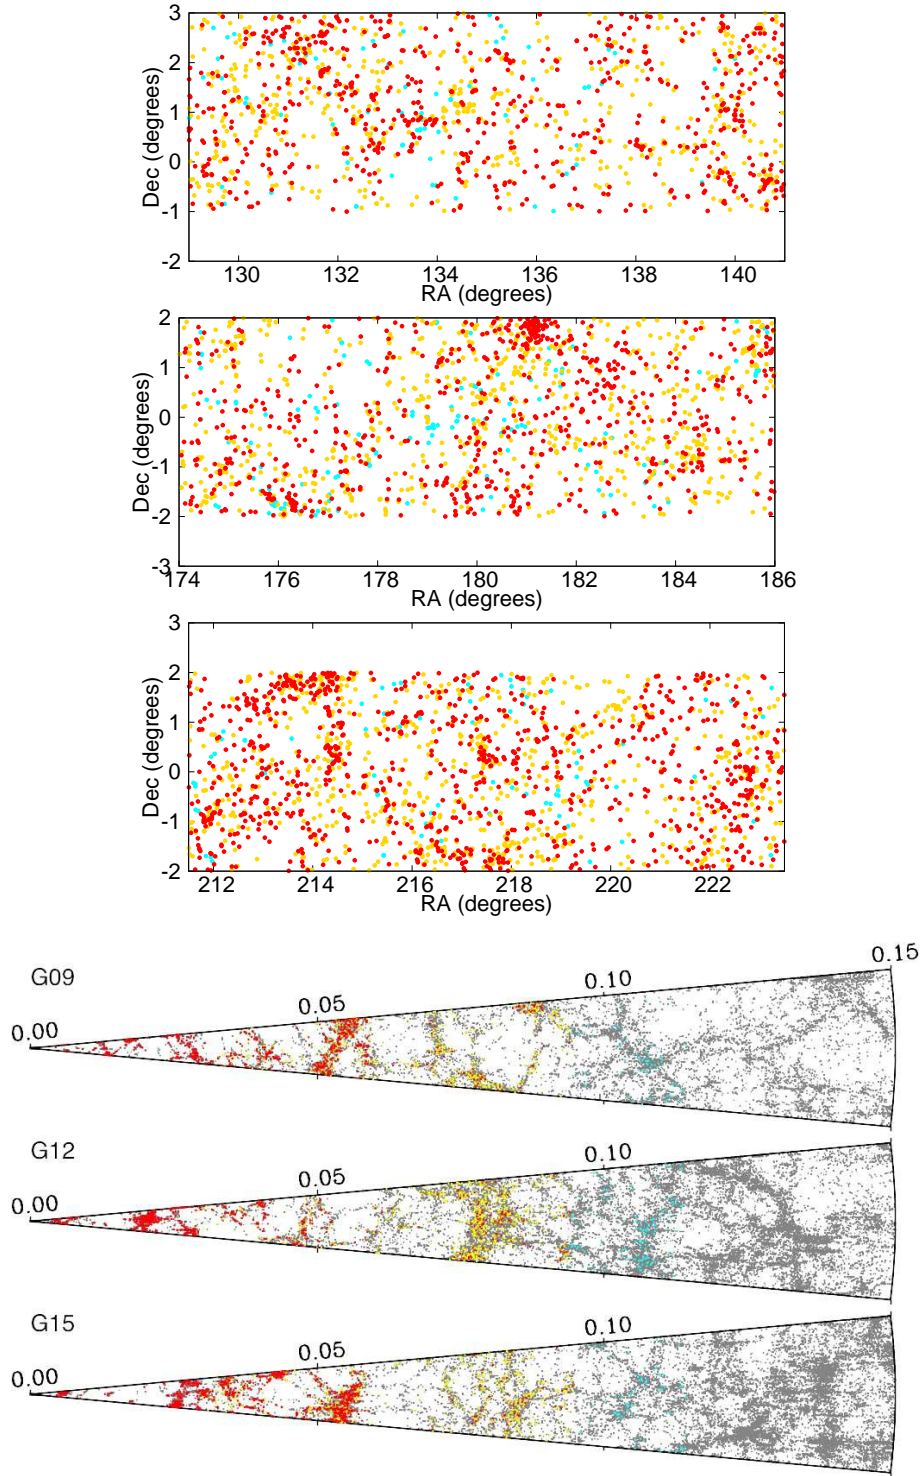 3
2
1
0
-1
-2
Dec (degrees)
130 132 134 136 138 140
RA (degrees)
2
1
0
-1
-2
-3
Dec (degrees)
174 176 178 180 182 184 186
RA (degrees)
3
2
1
0
-1
-2
Dec (degrees)
212 214 216 218 220 222
RA (degrees)
G09
0.00 0.05 0.10 0.15
G12
0.00 0.05 0.10
G15
0.00 0.05 0.10